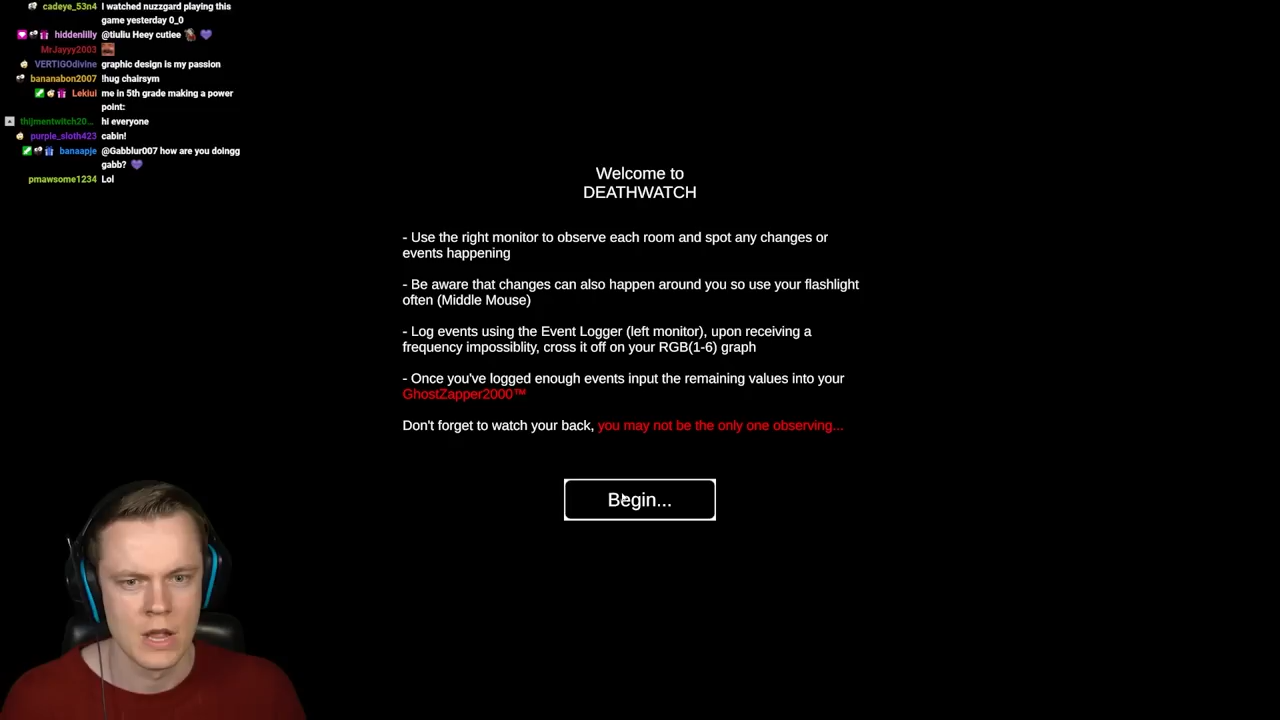 cadeye_53n4 I watched nuzzgard playing this
game yesterday 0_0
hiddenlilly @tiuliu Heey cutiee
MrJayyy2003
VERTIGOdivine graphic design is my passion
bananabon2007 !hug chairsym
Lekiui me in 5th grade making a power
point:
thijmentwitch20... hi everyone
purple_sloth423 cabin!
banaapje @Gabblur007 how are you doingg
gabb?
pmawsome1234 Lol
Welcome to
DEATHWATCH
- Use the right monitor to observe each room and spot any changes or
events happening
- Be aware that changes can also happen around you so use your flashlight
often (Middle Mouse)
- Log events using the Event Logger (left monitor), upon receiving a
frequency impossiblity, cross it off on your RGB(1-6) graph
- Once you've logged enough events input the remaining values into your
GhostZapper2000™
Don't forget to watch your back, you may not be the only one observing...
Begin...